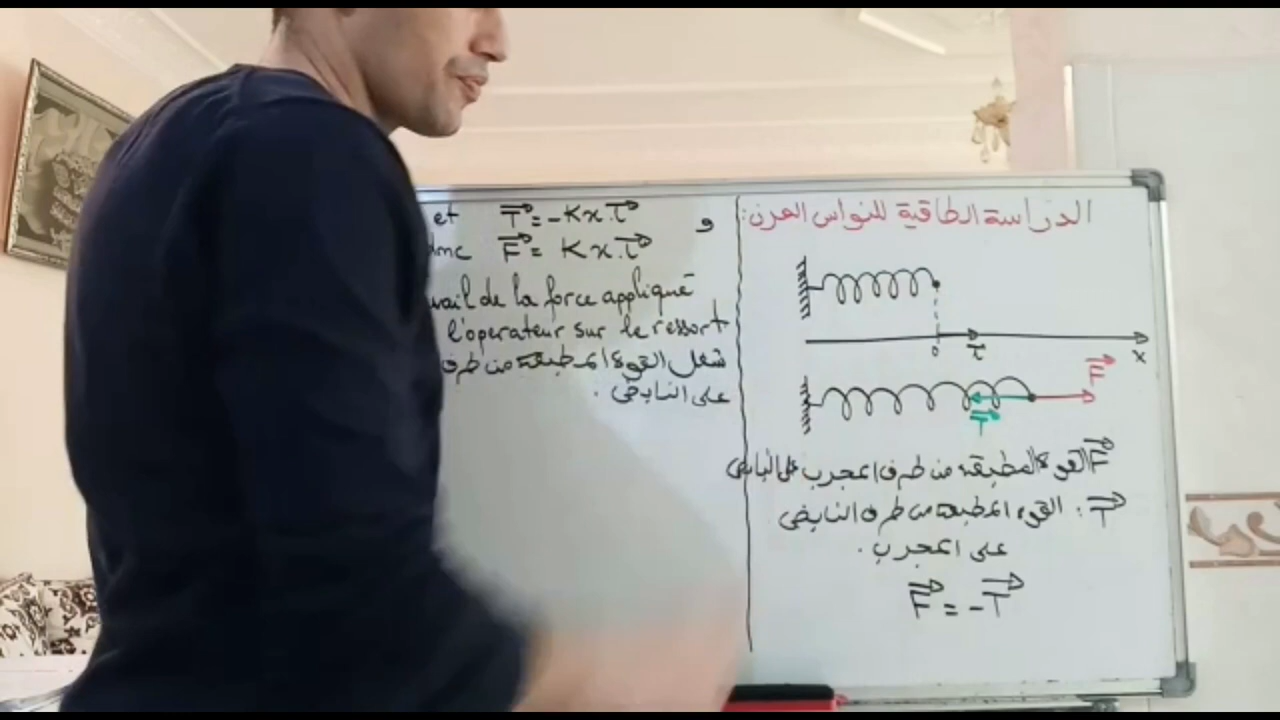 الدراسة الطاقية للنواس المرن:
O
τ
x
F
T
F القوة المطبقة من طرف المجرب على النابض
T: القوة المطبقة من طرف النابض
على المجرب.
F = -T
و
et T = -Kx.τ
donc F = Kx.τ
de la force appliqué
l'operateur sur le ressort
شغل القوة المطبقة من طرف
على النابض.